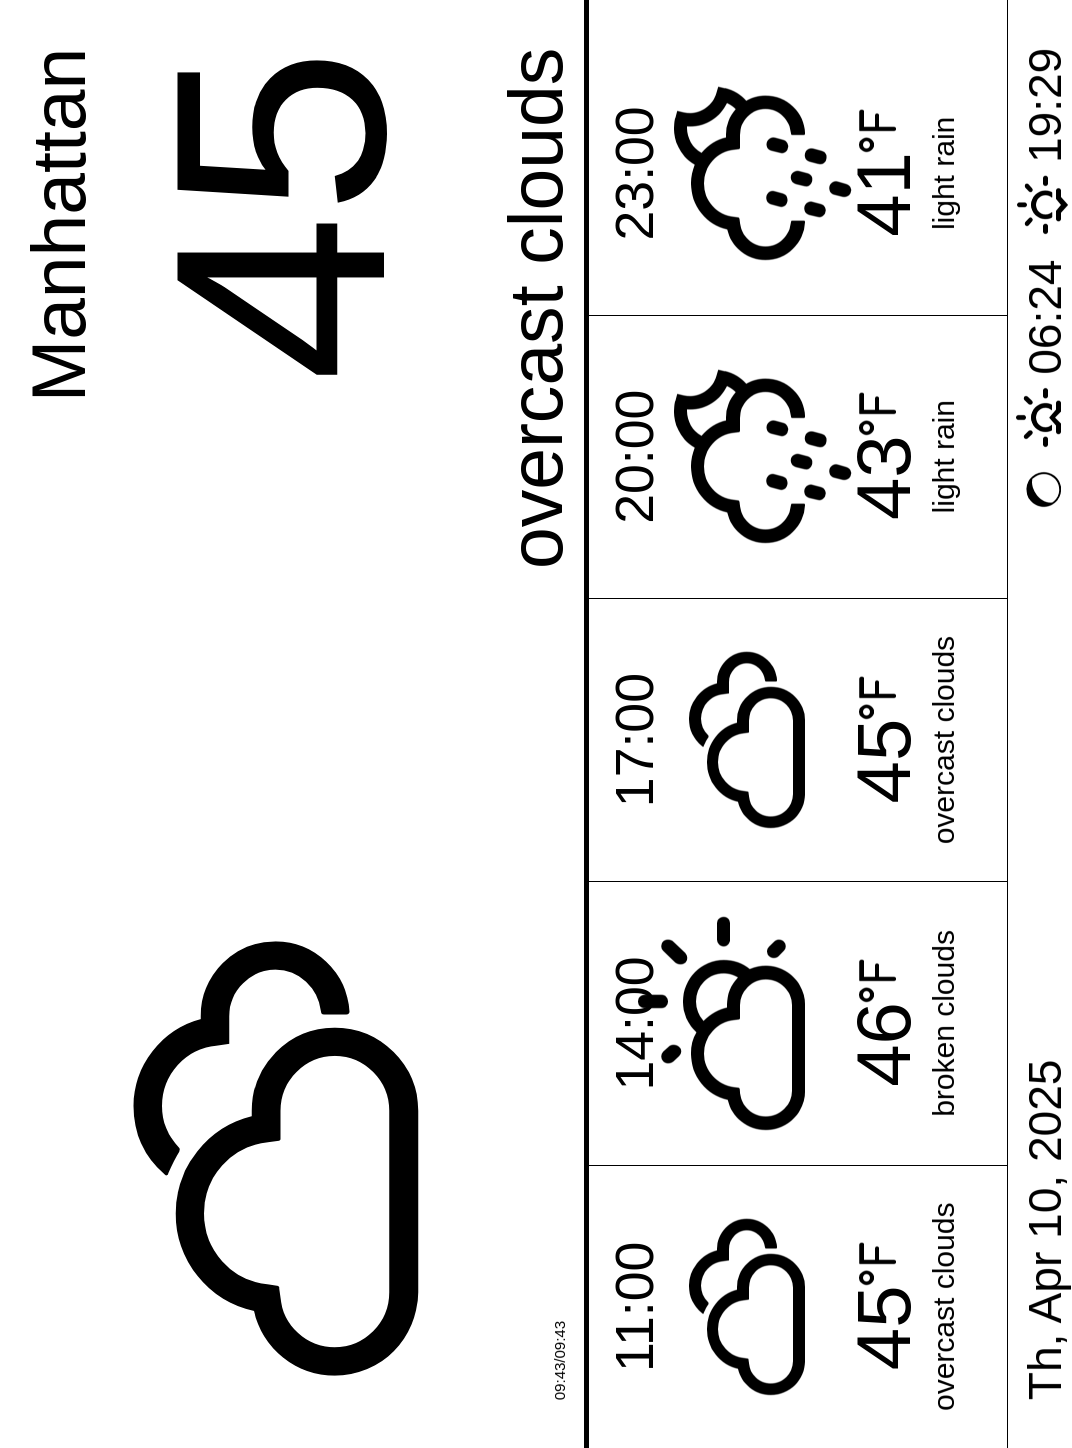 Manhattan
45
overcast clouds
09:43/09:43
11:00
45°F
overcast clouds
14:00
46°F
broken clouds
17:00
45°F
overcast clouds
20:00
43°F
light rain
23:00
41°F
light rain
Th, Apr 10, 2025
06:24
19:29